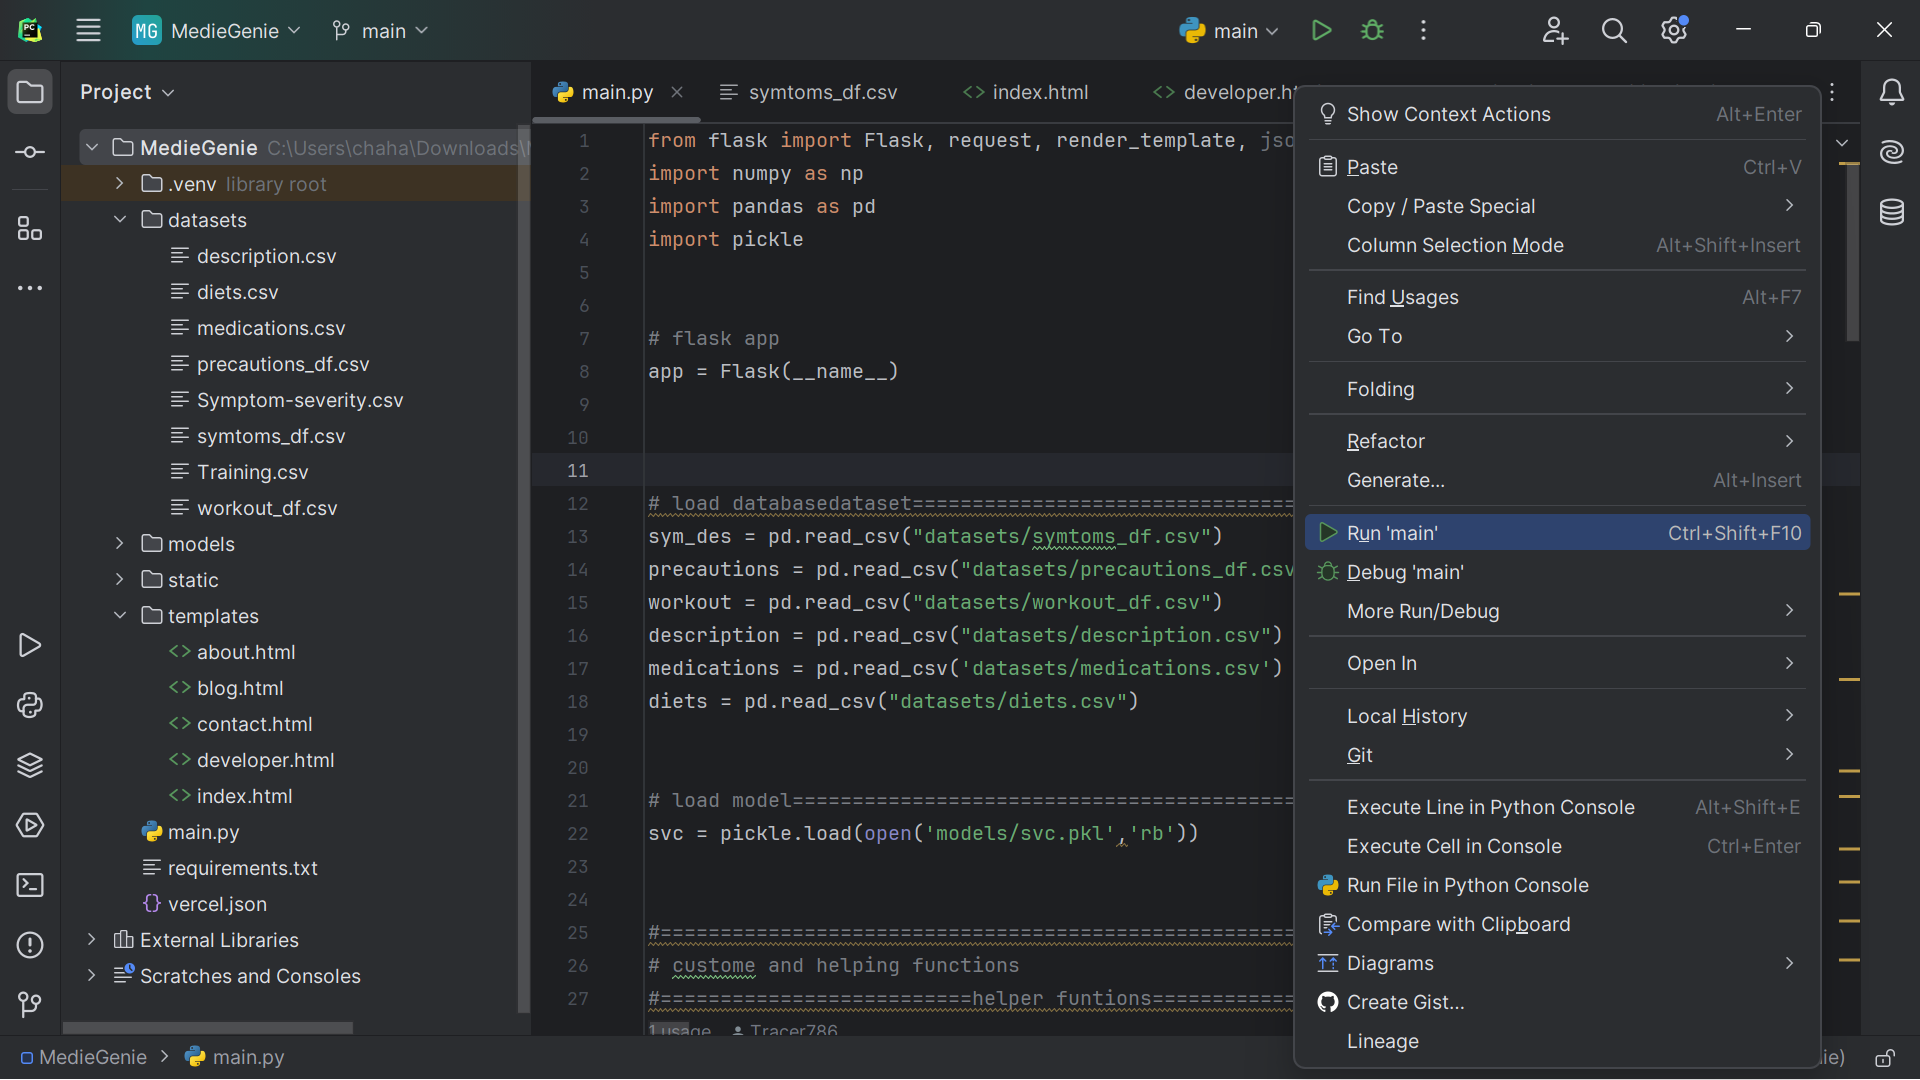 MG MedieGenie main main
Project
MedieGenie C:\Users\chaha\Downloads\
.venv library root
datasets
description.csv
diets.csv
medications.csv
precautions_df.csv
Symptom-severity.csv
symtoms_df.csv
Training.csv
workout_df.csv
models
static
templates
about.html
blog.html
contact.html
developer.html
index.html
main.py
requirements.txt
vercel.json
External Libraries
Scratches and Consoles
main.py symtoms_df.csv index.html developer.ht
1 from flask import Flask, request, render_template, jso
2 import numpy as np
3 import pandas as pd
4 import pickle
5
6
7 # flask app
8 app = Flask(__name__)
9
10
11
12 # load databasedataset================================
13 sym_des = pd.read_csv("datasets/symtoms_df.csv")
14 precautions = pd.read_csv("datasets/precautions_df.csv
15 workout = pd.read_csv("datasets/workout_df.csv")
16 description = pd.read_csv("datasets/description.csv")
17 medications = pd.read_csv('datasets/medications.csv')
18 diets = pd.read_csv("datasets/diets.csv")
19
20
21 # load model==========================================
22 svc = pickle.load(open('models/svc.pkl','rb'))
23
24
25 #=====================================================
26 # custome and helping functions
27 #==========================helper funtions============
1 usage Tracer786
Show Context Actions Alt+Enter
Paste Ctrl+V
Copy / Paste Special
Column Selection Mode Alt+Shift+Insert
Find Usages Alt+F7
Go To
Folding
Refactor
Generate... Alt+Insert
Run 'main' Ctrl+Shift+F10
Debug 'main'
More Run/Debug
Open In
Local History
Git
Execute Line in Python Console Alt+Shift+E
Execute Cell in Console Ctrl+Enter
Run File in Python Console
Compare with Clipboard
Diagrams
Create Gist...
Lineage
MedieGenie main.py ie)